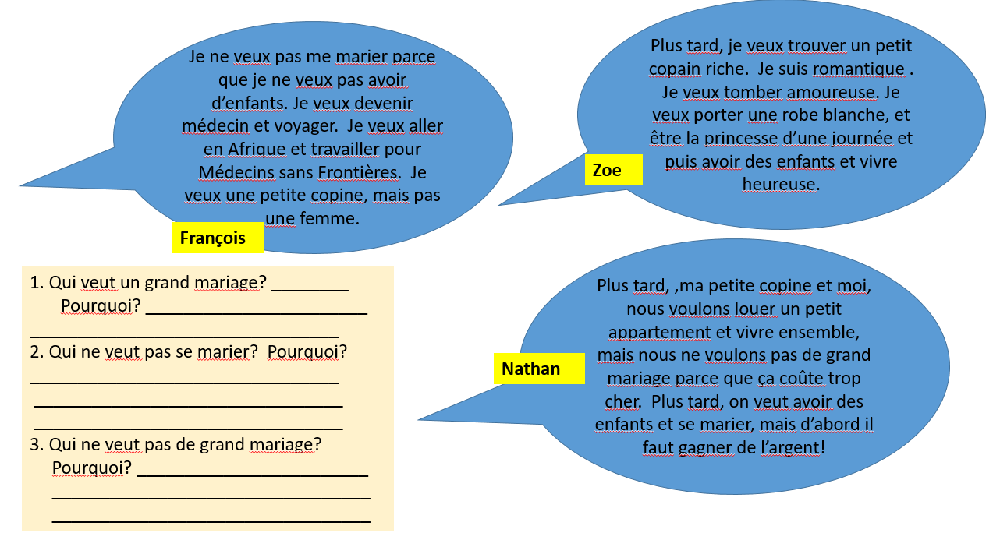 Je ne veux pas me marier parce
que je ne veux pas avoir
d’enfants. Je veux devenir
médecin et voyager.  Je veux aller
en Afrique et travailler pour
Médecins sans Frontières.  Je
veux une petite copine, mais pas
une femme.
François
Plus tard, je veux trouver un petit
copain riche.  Je suis romantique .
Je veux tomber amoureuse. Je
veux porter une robe blanche, et
être la princesse d’une journée et
puis avoir des enfants et vivre
heureuse.
Zoe
1. Qui veut un grand mariage? ________
Pourquoi? _______________________
________________________________
2. Qui ne veut pas se marier?  Pourquoi?
________________________________
________________________________
________________________________
3. Qui ne veut pas de grand mariage?
Pourquoi? ________________________
_________________________________
_________________________________
Plus tard, ,ma petite copine et moi,
nous voulons louer un petit
appartement et vivre ensemble,
mais nous ne voulons pas de grand
mariage parce que ça coûte trop
cher.  Plus tard, on veut avoir des
enfants et se marier, mais d’abord il
faut gagner de l’argent!
Nathan